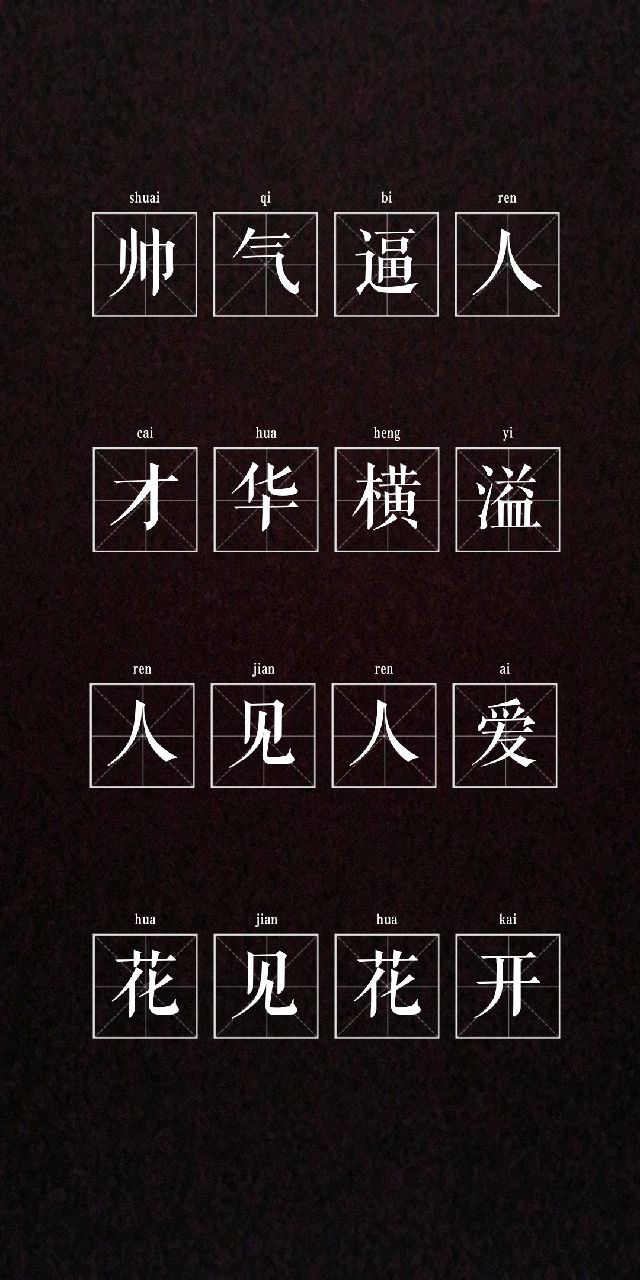 shuai qi bi ren
帅气逼人
cai hua heng yi
才华横溢
ren jian ren ai
人见人爱
hua jian hua kai
花见花开